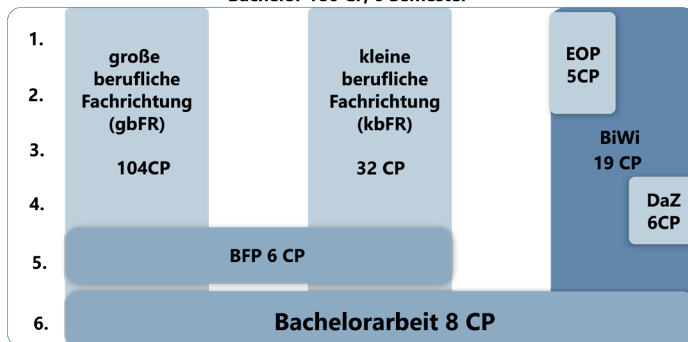 1.
2.
3.
4.
5.
6.
große
berufliche
Fachrichtung
(gbFR)
104CP
kleine
berufliche
Fachrichtung
(kbFR)
32 CP
EOP
5CP
BiWi
19 CP
DaZ
6CP
BFP 6 CP
Bachelorarbeit 8 CP